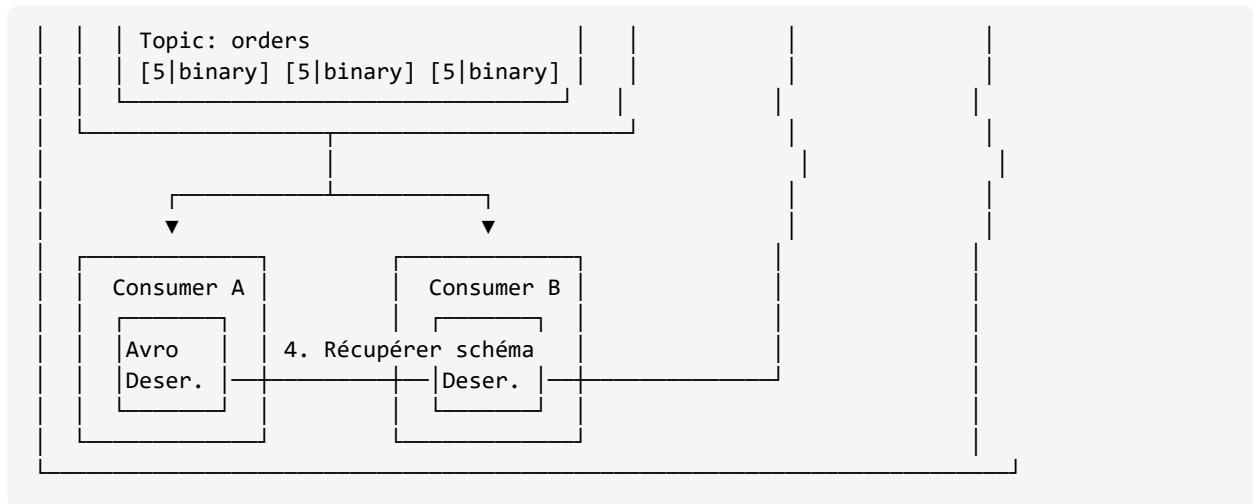 Topic: orders
[5|binary] [5|binary] [5|binary]
Consumer A
Consumer B
Avro
4. Récupérer schéma
Deser.
Deser.